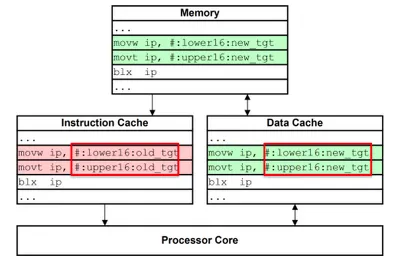 Memory
...
movw ip, #:lower16:new_tgt
movt ip, #:upper16:new_tgt
blx ip
...
Instruction Cache
...
movw ip, #:lower16:old_tgt
movt ip, #:upper16:old_tgt
blx ip
...
Data Cache
...
movw ip, #:lower16:new_tgt
movt ip, #:upper16:new_tgt
blx ip
...
Processor Core